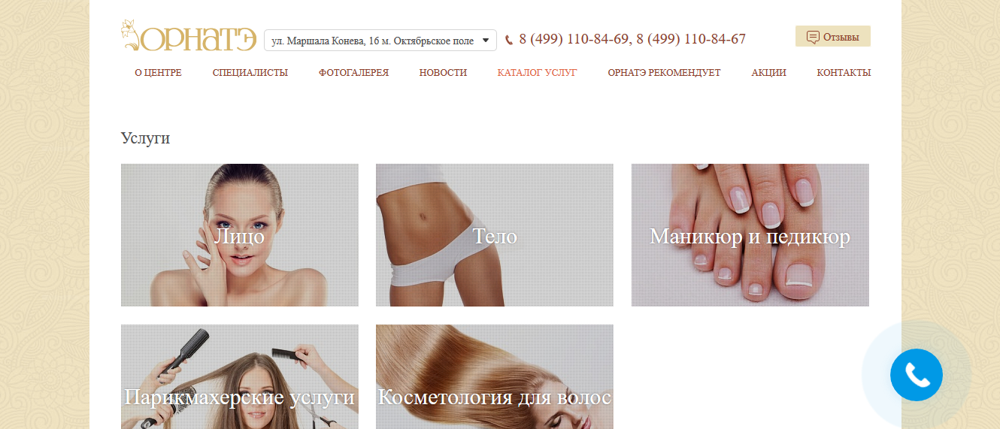 ОРНАТЭ
ул. Маршала Конева, 16 м. Октябрьское поле
8 (499) 110-84-69, 8 (499) 110-84-67
Отзывы
О ЦЕНТРЕ СПЕЦИАЛИСТЫ ФОТОГАЛЕРЕЯ НОВОСТИ КАТАЛОГ УСЛУГ ОРНАТЭ РЕКОМЕНДУЕТ АКЦИИ КОНТАКТЫ
Услуги
Лицо
Тело
Маникюр и педикюр
Парикмахерские услуги
Косметология для волос